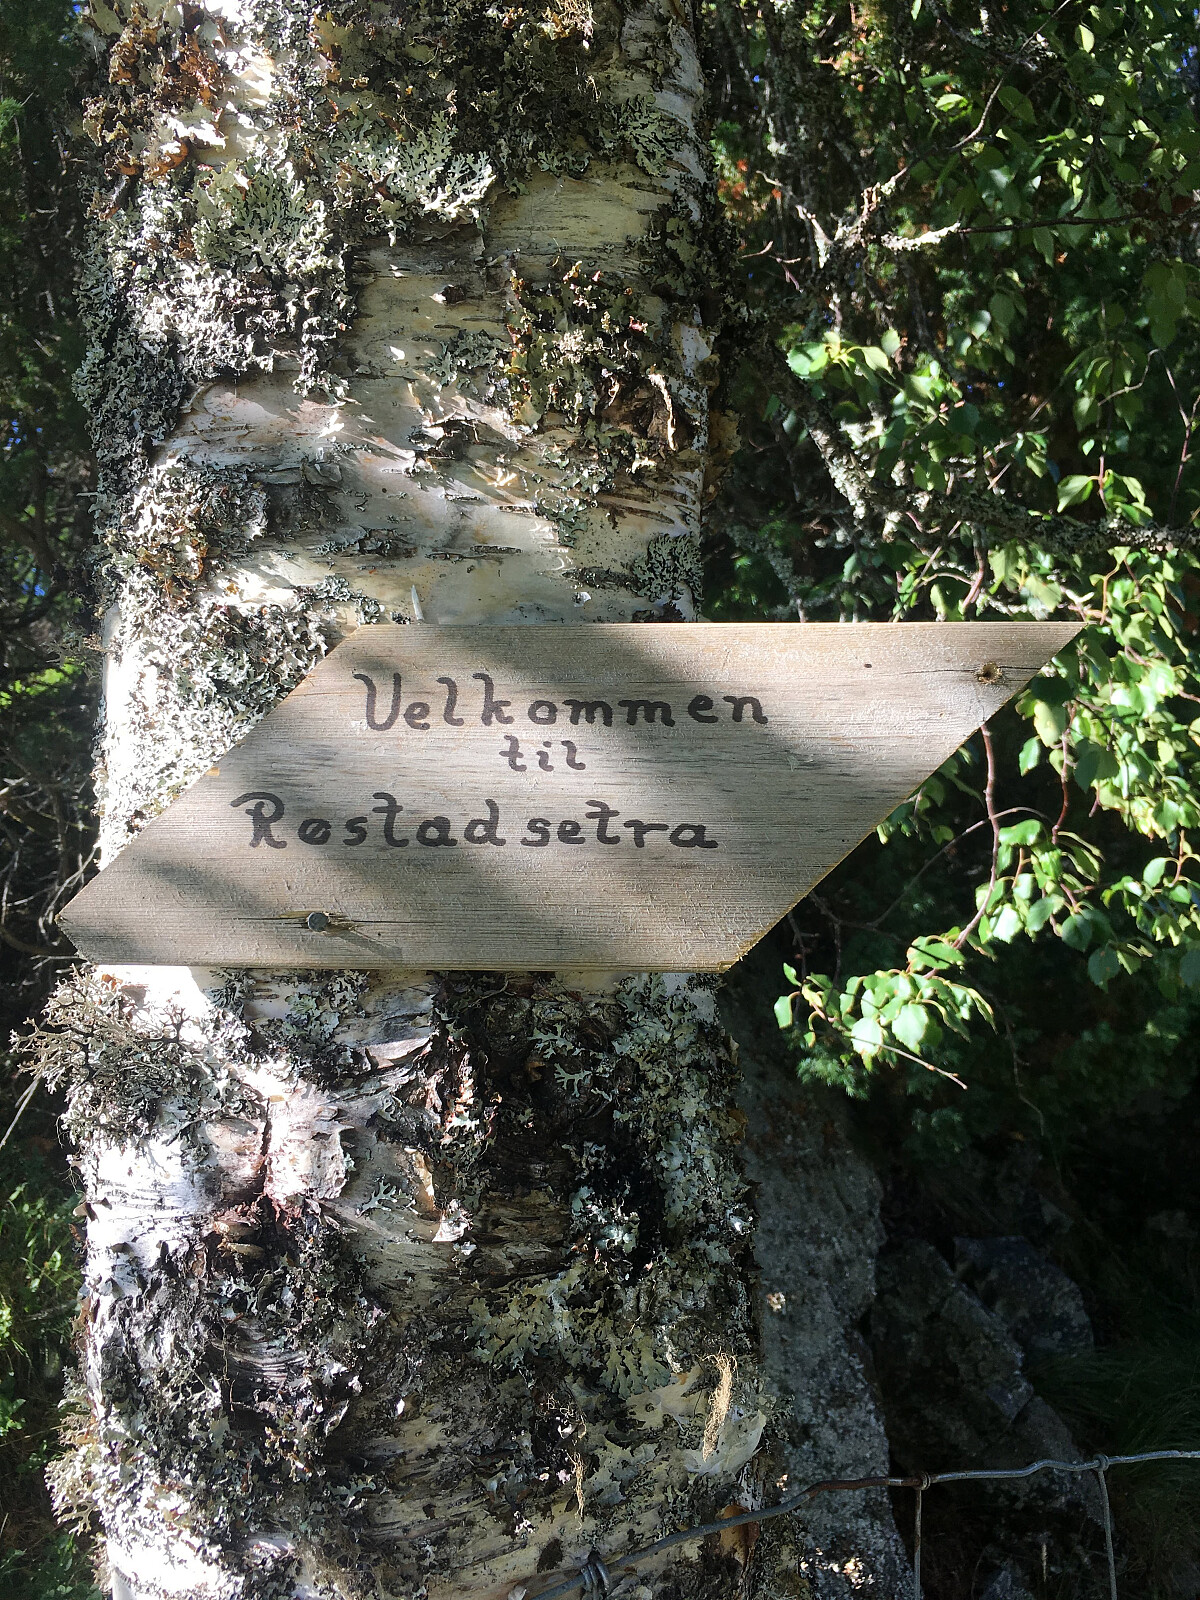 Velkommen
til
Røstadsetra